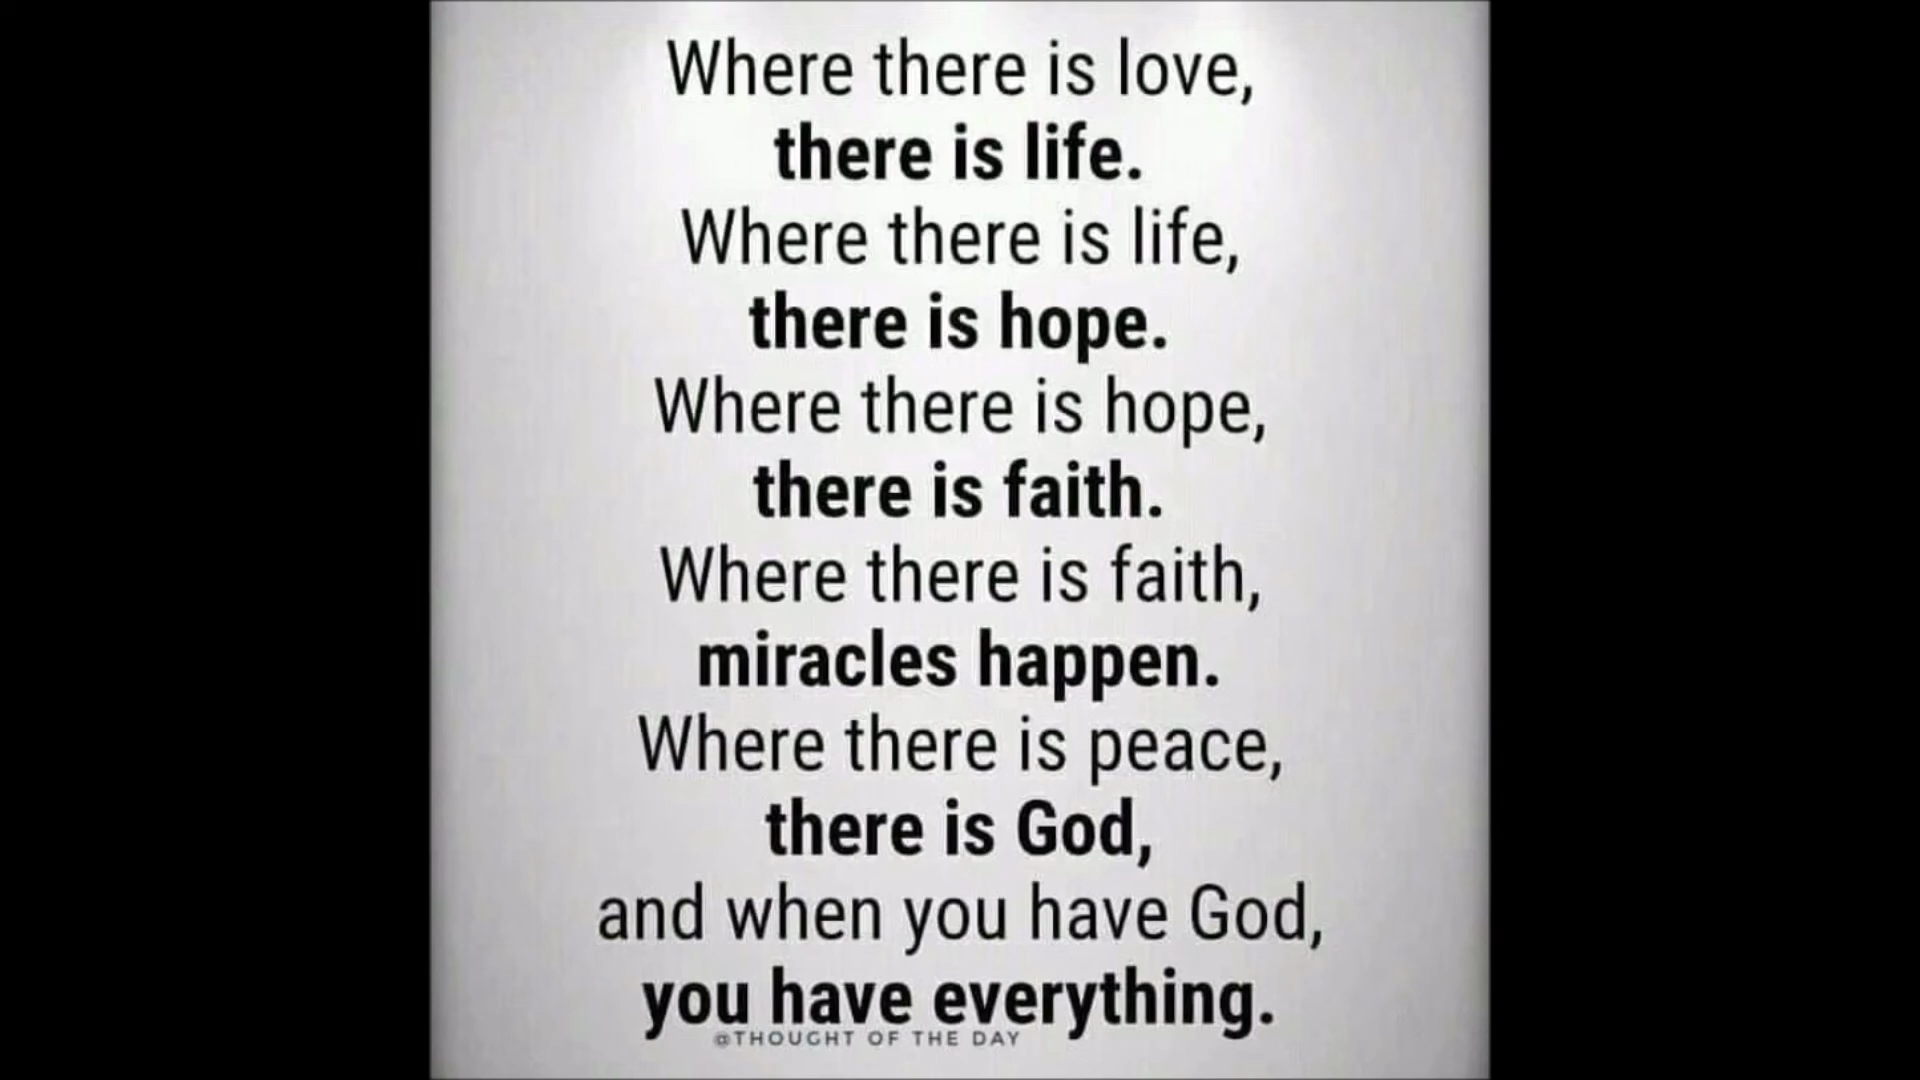 Where there is love,
there is life.
Where there is life,
there is hope.
Where there is hope,
there is faith.
Where there is faith,
miracles happen.
Where there is peace,
there is God,
and when you have God,
you have everything.
@THOUGHT OF THE DAY